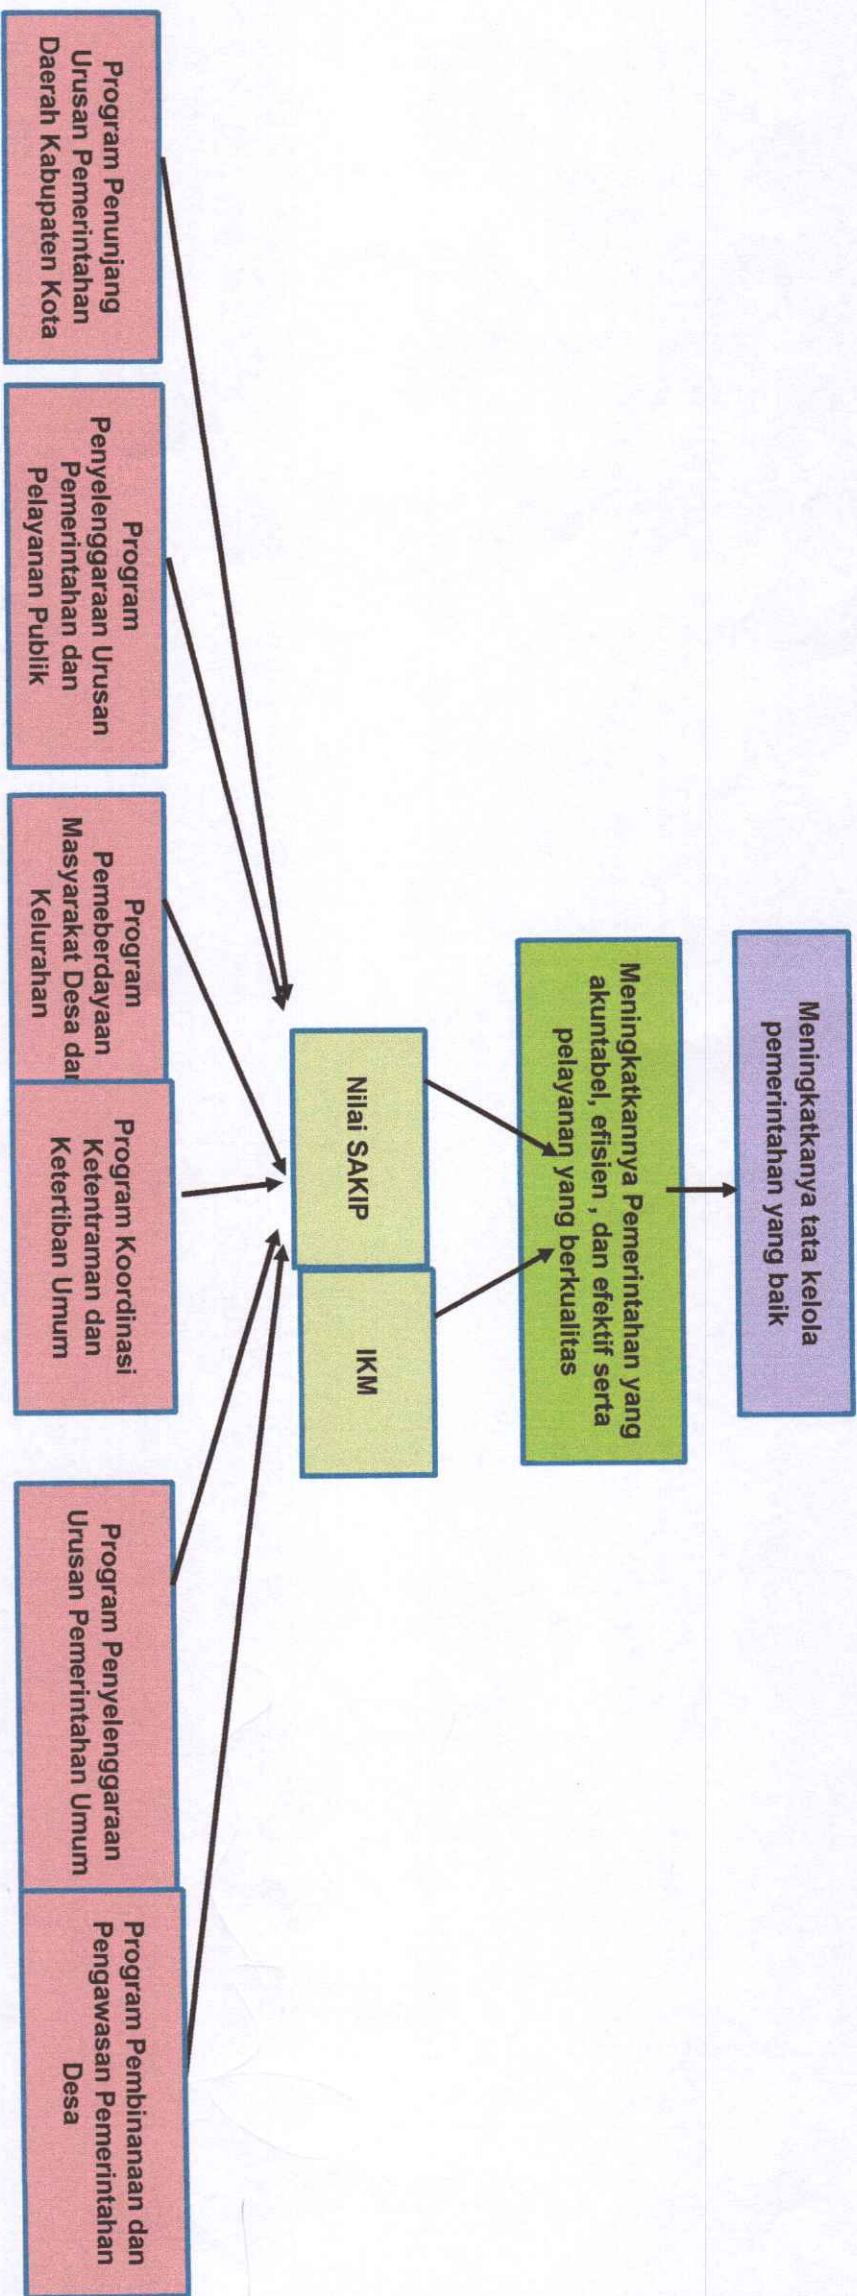 Meningkatkanya tata kelola
pemerintahan yang baik
Meningkatkannya Pemerintahan yang
akuntabel, efisien , dan efektif serta
pelayanan yang berkualitas
Nilai SAKIP
IKM
Program Penunjang
Urusan Pemerintahan
Daerah Kabupaten Kota
Program
Penyelenggaraan Urusan
Pemerintahan dan
Pelayanan Publik
Program
Pemeberdayaan
Masyarakat Desa dan
Kelurahan
Program Koordinasi
Ketentraman dan
Ketertiban Umum
Program Penyelenggaraan
Urusan Pemerintahan Umum
Program Pembinanaan dan
Pengawasan Pemerintahan
Desa